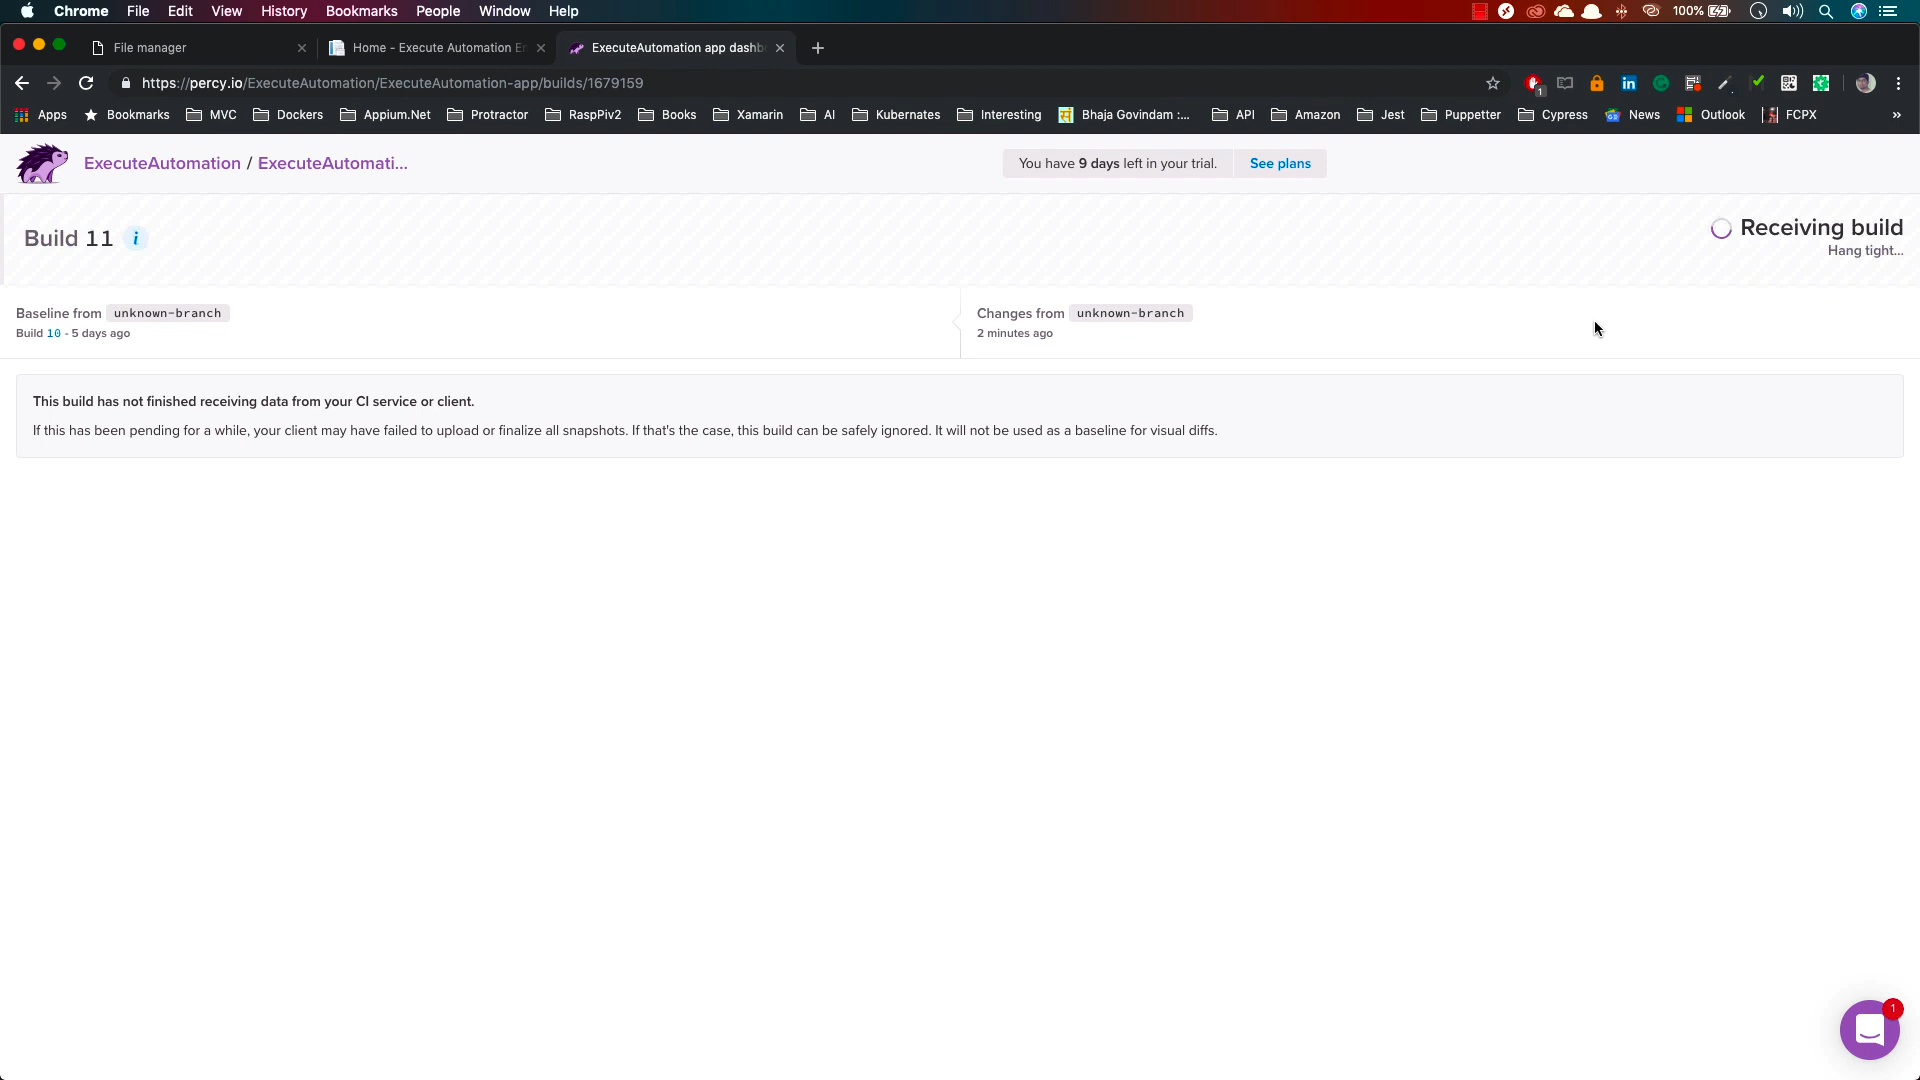 Chrome File Edit View History Bookmarks People Window Help 100%
File manager Home - Execute Automation En ExecuteAutomation app dashb
https://percy.io/ExecuteAutomation/ExecuteAutomation-app/builds/1679159 1
Apps Bookmarks MVC Dockers Appium.Net Protractor RaspPiv2 Books Xamarin AI Kubernates Interesting Bhaja Govindam :... API Amazon Jest Puppetter Cypress News Outlook FCPX »
ExecuteAutomation / ExecuteAutomati... You have 9 days left in your trial. See plans
Build 11 i
Receiving build
Hang tight...
Baseline from unknown-branch
Build 10 - 5 days ago
Changes from unknown-branch
2 minutes ago
This build has not finished receiving data from your CI service or client.
If this has been pending for a while, your client may have failed to upload or finalize all snapshots. If that's the case, this build can be safely ignored. It will not be used as a baseline for visual diffs.
1